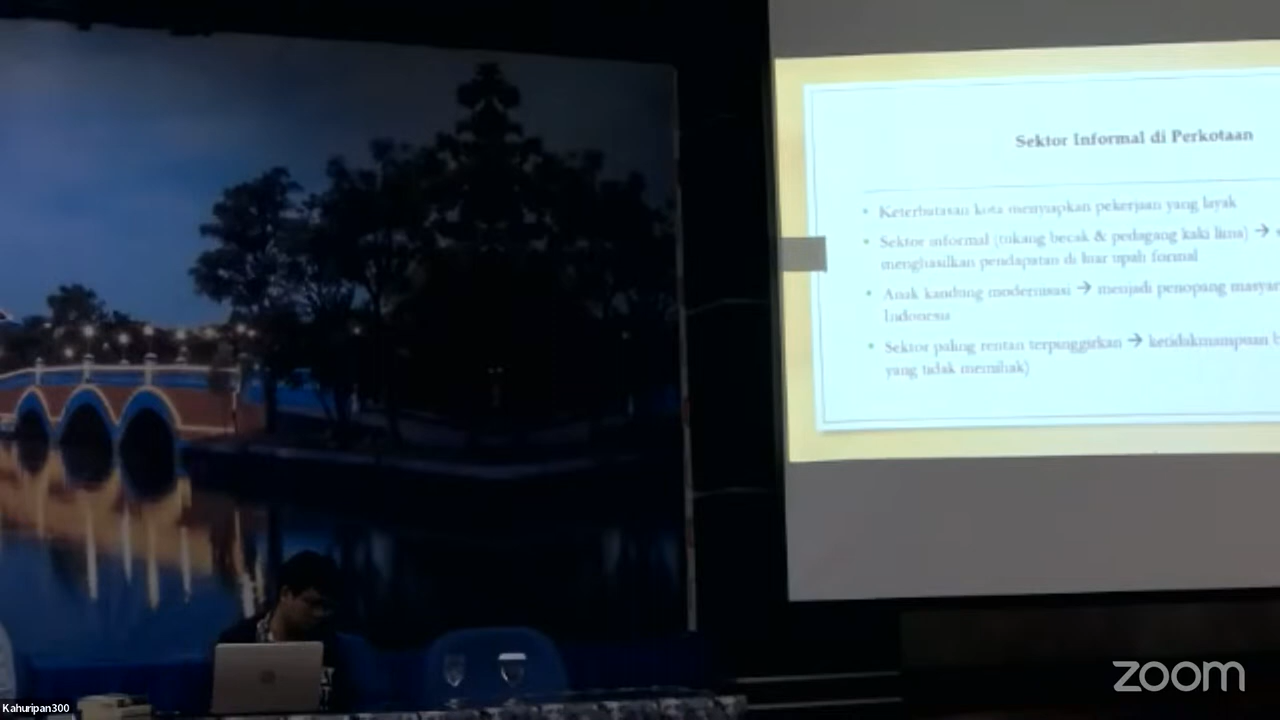 Sektor Informal di Perkotaan
• Keterbatasan kota menyiapkan pekerjaan yang layak
• Sektor informal (tukang becak & pedagang kaki lima) →
menghasilkan pendapatan di luar upah formal
• Anak kandung modernisasi → menjadi penopang masyar
Indonesia
• Sektor paling rentan terpinggirkan → ketidakmampuan
yang tidak memihak)
zoom
Kahuripan300